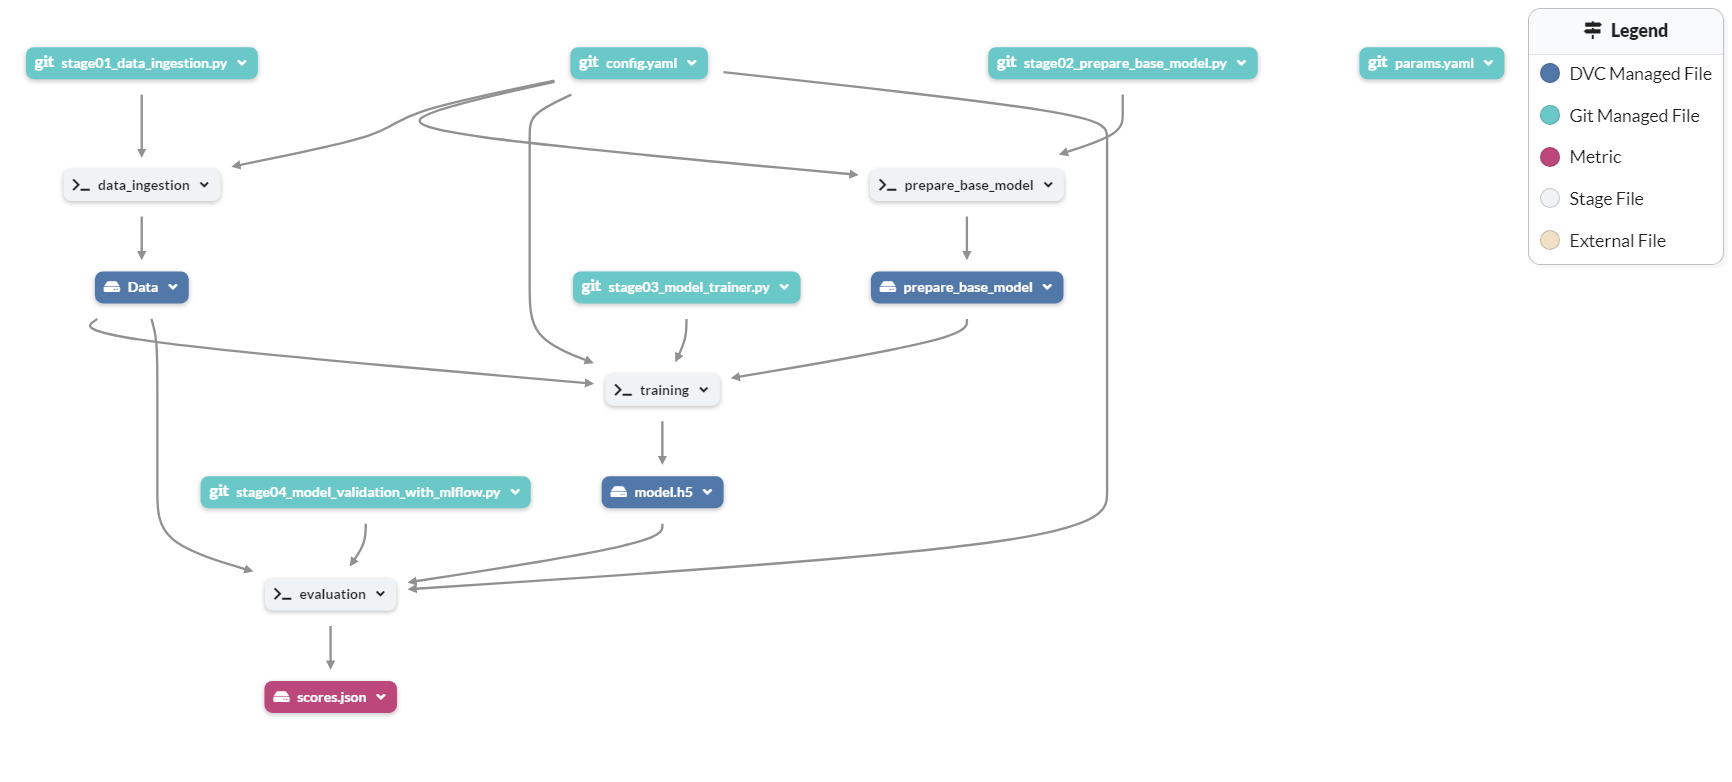 git stage01_data_ingestion.py
git config.yaml
git stage02_prepare_base_model.py
git params.yaml
Legend
DVC Managed File
Git Managed File
Metric
Stage File
External File
>_ data_ingestion
>_ prepare_base_model
Data
git stage03_model_trainer.py
prepare_base_model
>_ training
git stage04_model_validation_with_mlflow.py
model.h5
>_ evaluation
scores.json